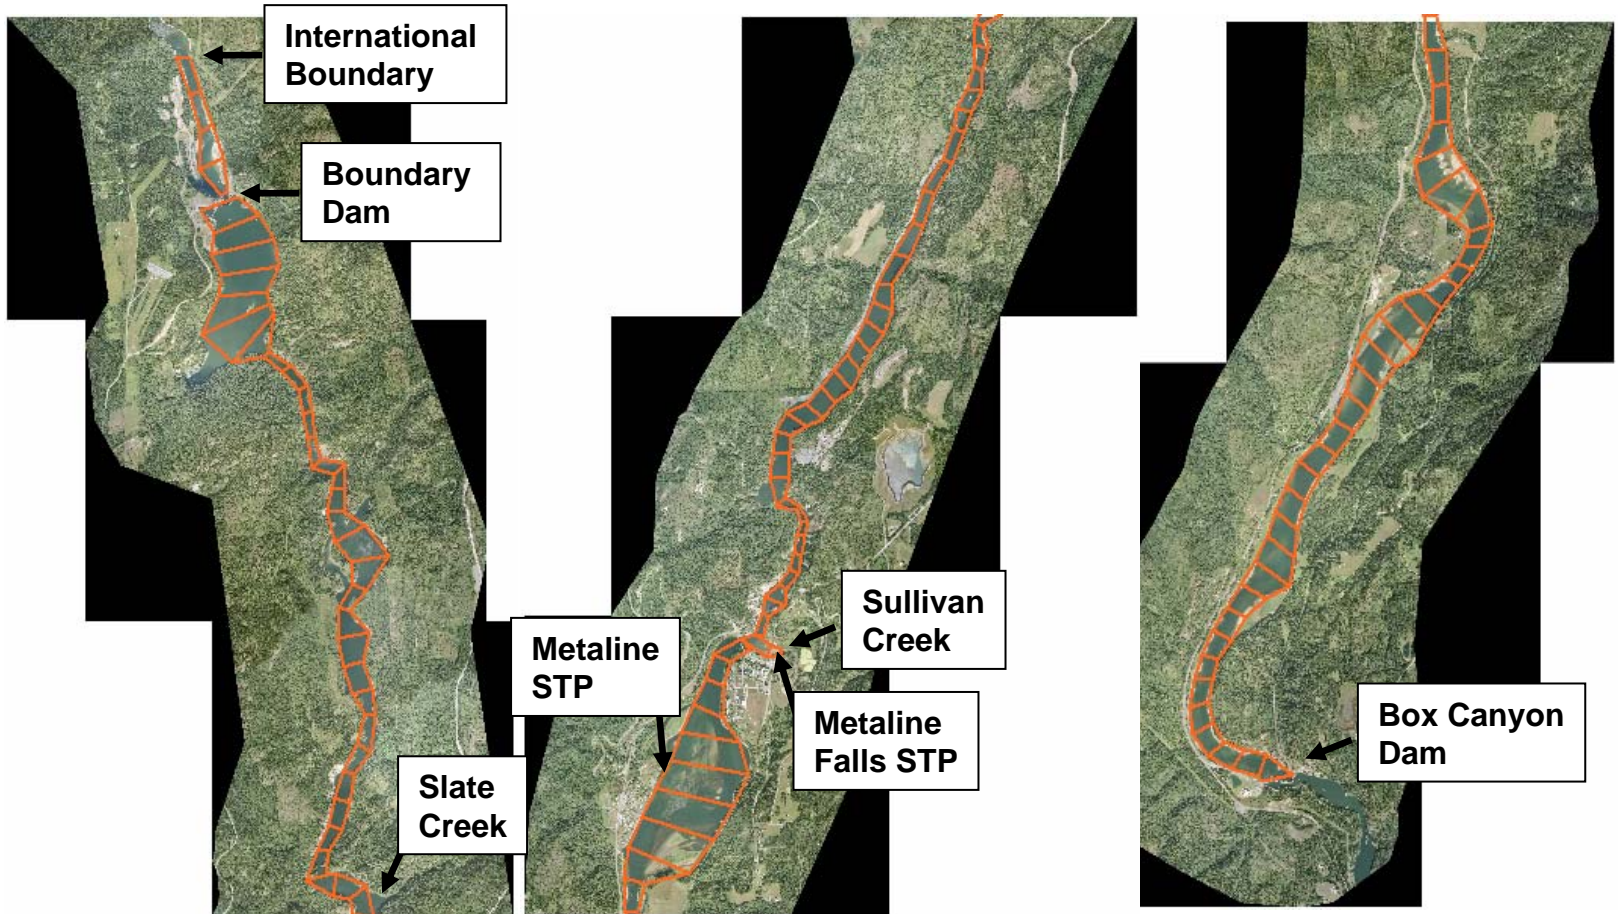 International
Boundary
Boundary
Dam
Slate
Creek
Metaline
STP
Sullivan
Creek
Metaline
Falls STP
Box Canyon
Dam